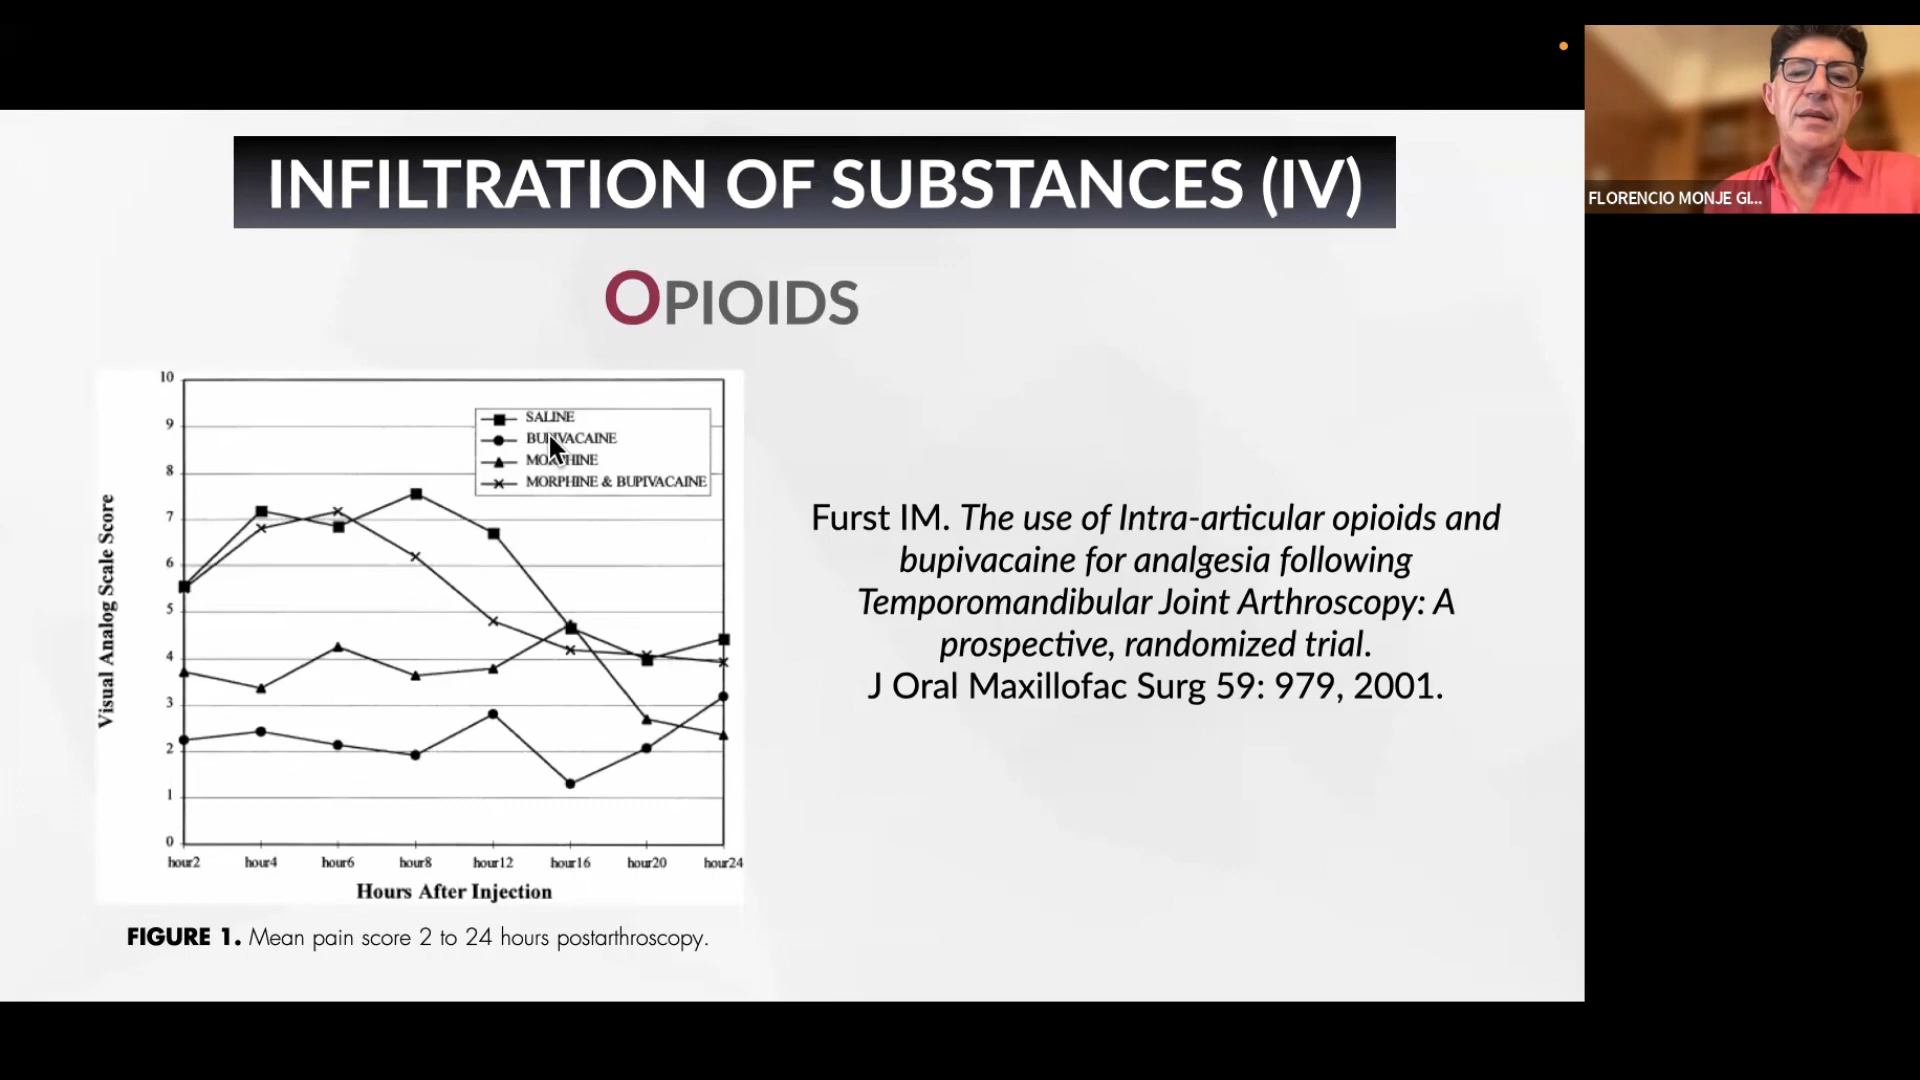 INFILTRATION OF SUBSTANCES (IV)
FLORENCIO MONJE GI...
OPIOIDS
10
9
8
7
6
5
4
3
2
1
0
SALINE
BUPIVACAINE
MORPHINE
MORPHINE & BUPIVACAINE
Visual Analog Scale Score
hour2 hour4 hour6 hour8 hour12 hour16 hour20 hour24
Hours After Injection
FIGURE 1. Mean pain score 2 to 24 hours postarthroscopy.
Furst IM. The use of Intra-articular opioids and
bupivacaine for analgesia following
Temporomandibular Joint Arthroscopy: A
prospective, randomized trial.
J Oral Maxillofac Surg 59: 979, 2001.